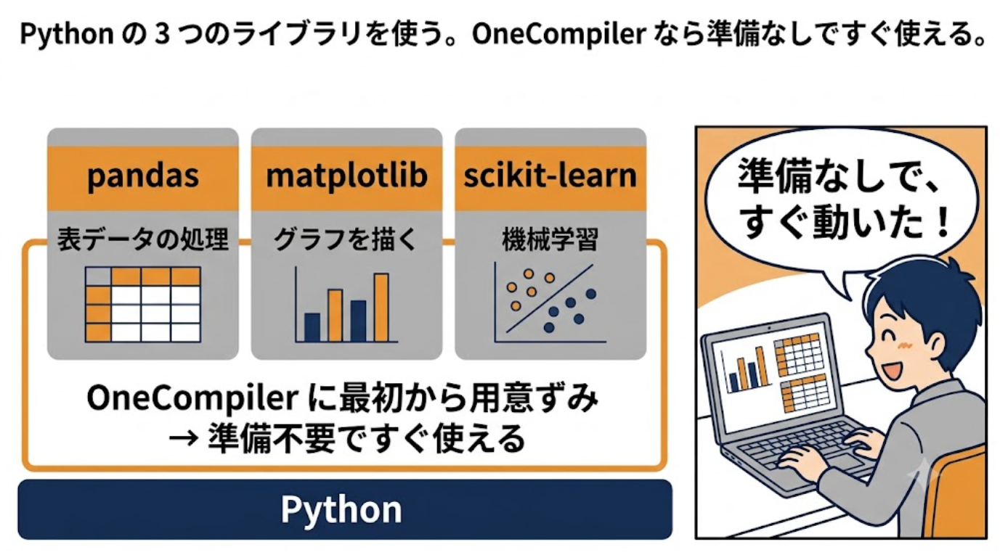 Python の 3 つのライブラリを使う。OneCompiler なら準備なしですぐ使える。
pandas
表データの処理
matplotlib
グラフを描く
scikit-learn
機械学習
OneCompiler に最初から用意ずみ
→ 準備不要ですぐ使える
Python
準備なしで、
すぐ動いた!